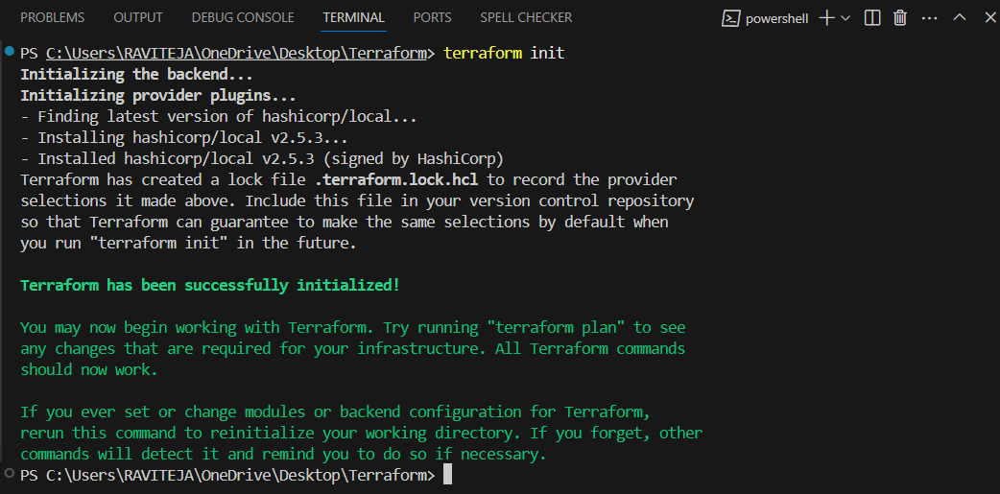 PROBLEMS OUTPUT DEBUG CONSOLE TERMINAL PORTS SPELL CHECKER powershell
PS C:\Users\RAVITEJA\OneDrive\Desktop\Terraform> terraform init
Initializing the backend...
Initializing provider plugins...
- Finding latest version of hashicorp/local...
- Installing hashicorp/local v2.5.3...
- Installed hashicorp/local v2.5.3 (signed by HashiCorp)
Terraform has created a lock file .terraform.lock.hcl to record the provider
selections it made above. Include this file in your version control repository
so that Terraform can guarantee to make the same selections by default when
you run "terraform init" in the future.
Terraform has been successfully initialized!
You may now begin working with Terraform. Try running "terraform plan" to see
any changes that are required for your infrastructure. All Terraform commands
should now work.
If you ever set or change modules or backend configuration for Terraform,
rerun this command to reinitialize your working directory. If you forget, other
commands will detect it and remind you to do so if necessary.
PS C:\Users\RAVITEJA\OneDrive\Desktop\Terraform>